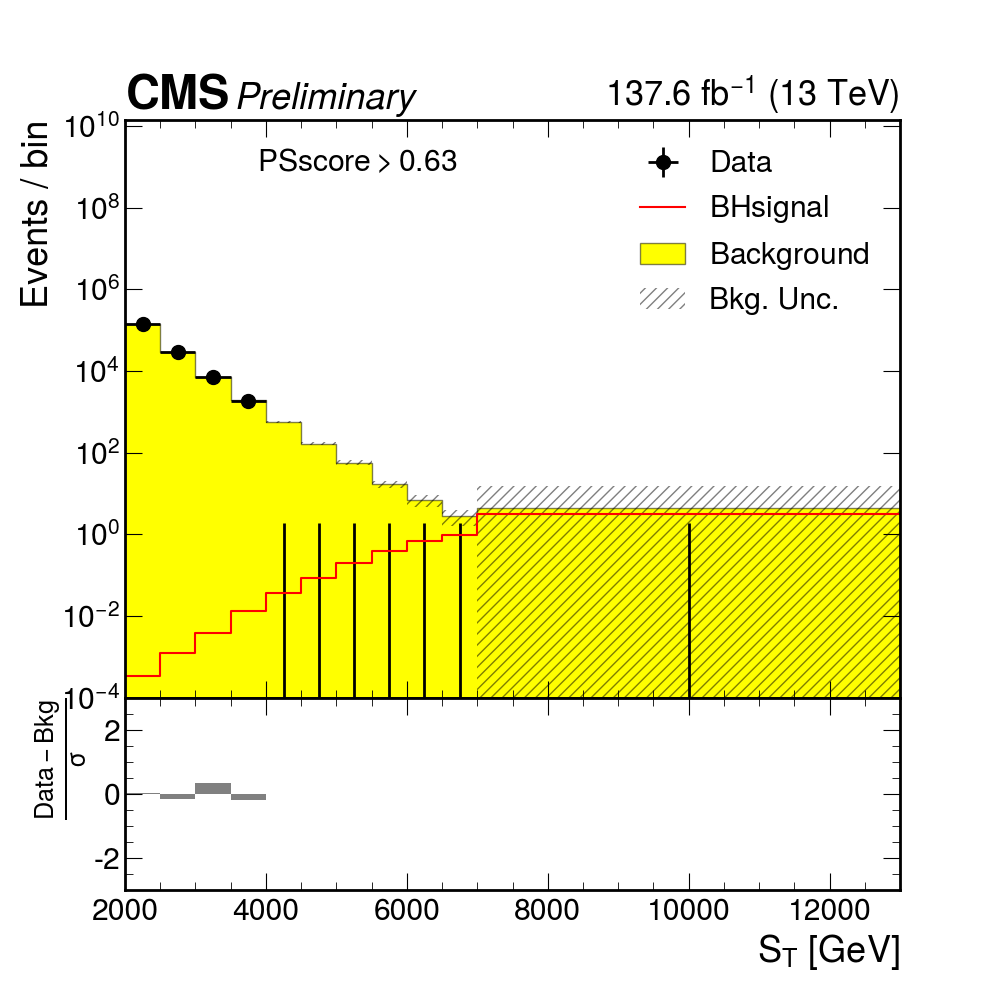 CMS Preliminary 137.6 fb⁻¹ (13 TeV)
Events / bin
10¹⁰
10⁸
10⁶
10⁴
10²
10⁰
10⁻²
10⁻⁴
PSscore > 0.63
Data
BHsignal
Background
Bkg. Unc.
Data – Bkg
σ
2
0
-2
2000 4000 6000 8000 10000 12000
S_T [GeV]